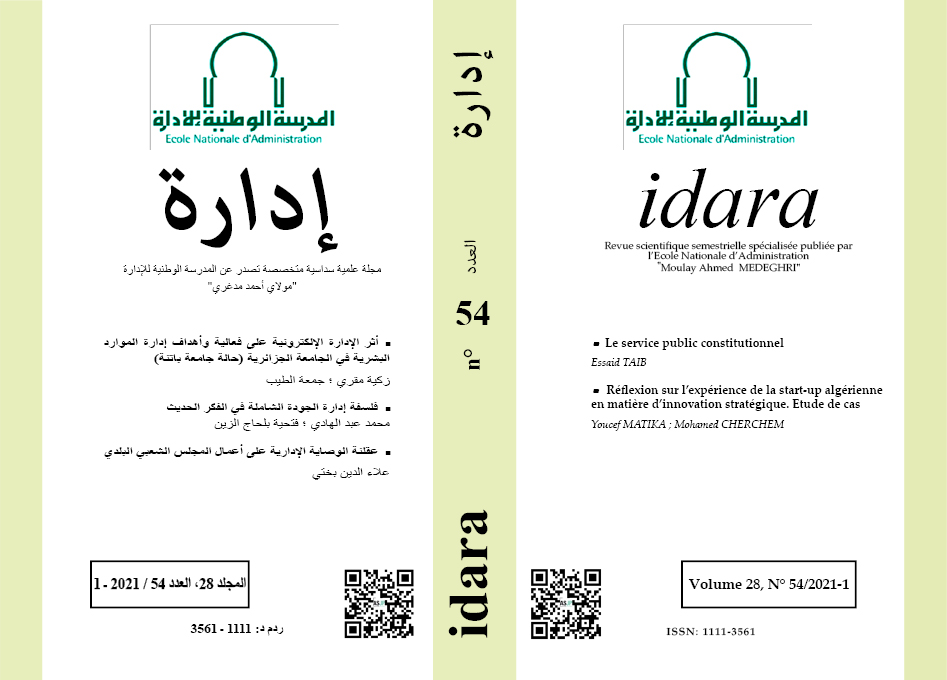 المدرسة الوطنية للإدارة
Ecole Nationale d'Administration
إدارة
مجلة علمية سداسية متخصصة تصدر عن المدرسة الوطنية للإدارة
"مولاي أحمد مدغري"
▪ أثر الإدارة الإلكترونية على فعالية وأهداف إدارة الموارد
البشرية في الجامعة الجزائرية (حالة جامعة باتنة)
زكية مقري ؛ جمعة الطيب
▪ فلسفة إدارة الجودة الشاملة في الفكر الحديث
محمد عبد الهادي ؛ فتحية بلحاج الزين
▪ عقلنة الوصاية الإدارية على أعمال المجلس الشعبي البلدي
علاء الدين بختي
المجلد 28، العدد 54 / 2021 - 1
ردم د: 1111 - 3561
إدارة
العدد
54
n°
idara
المدرسة الوطنية للإدارة
Ecole Nationale d'Administration
idara
Revue scientifique semestrielle spécialisée publiée par
l'Ecole Nationale d'Administration
"Moulay Ahmed MEDEGHRI"
▪ Le service public constitutionnel
Essaid TAIB
▪ Réflexion sur l'expérience de la start-up algérienne
en matière d'innovation stratégique. Etude de cas
Youcef MATIKA ; Mohamed CHERCHEM
Volume 28, N° 54/2021-1
ISSN: 1111-3561